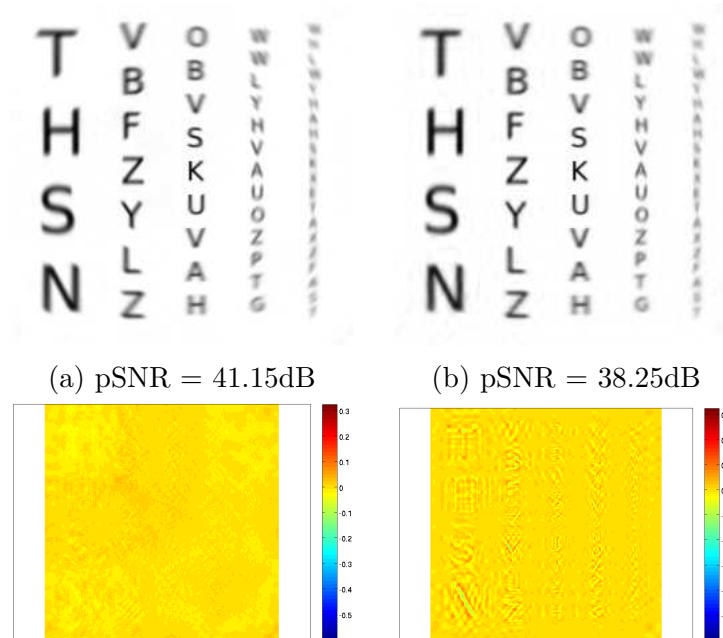 T H S N
V B F Z Y L Z
O B V S K U V A H
W W L Y H V A U O Z P T G
T H S N
V B F Z Y L Z
O B V S K U V A H
W W L Y H V A U O Z P T G
(a) pSNR = 41.15dB
(b) pSNR = 38.25dB
0.3
0.2
0.1
0
-0.1
-0.2
-0.3
-0.4
-0.5